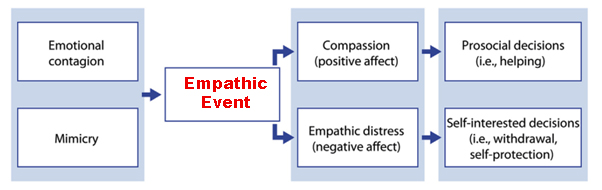 Emotional
contagion
Mimicry
Empathic
Event
Compassion
(positive affect)
Empathic distress
(negative affect)
Prosocial decisions
(i.e., helping)
Self-interested decisions
(i.e., withdrawal,
self-protection)